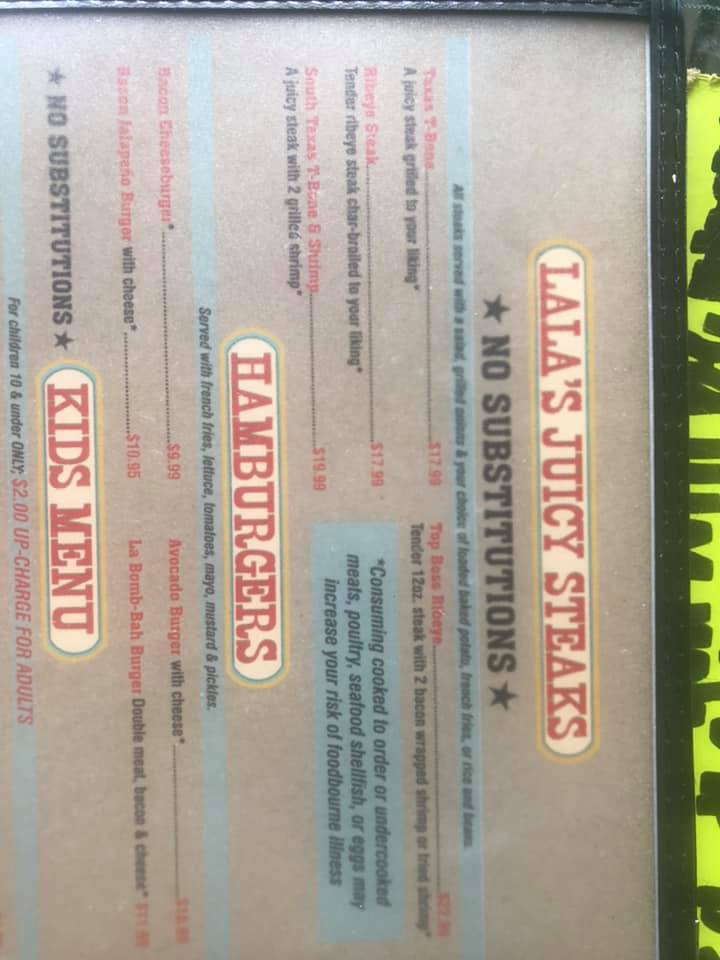 LALA'S JUICY STEAKS
★ NO SUBSTITUTIONS ★
All steaks served with a salad, grilled onions & your choice of loaded baked potato, french fries, or rice and beans.
Texas T-Bone $17.99
A juicy steak grilled to your liking*
Ribeye Steak $17.99
Tender ribeye steak char-broiled to your liking*
South Texas T-Bone & Shrimp $19.99
A juicy steak with 2 grilled shrimp*
Top Boss Ribeye
Tender 12oz. steak with 2 bacon wrapped shrimp or fried shrimp*
*Consuming cooked to order or undercooked
meats, poultry, seafood shellfish, or eggs may
increase your risk of foodbourne illness
HAMBURGERS
Served with french fries, lettuce, tomatoes, mayo, mustard & pickles.
Bacon Cheeseburger* $9.99
Bacon Jalapeño Burger with cheese* $10.95
Avocado Burger with cheese*
La Bomb-Bah Burger Double meat, bacon & cheese*
★ NO SUBSTITUTIONS ★
KIDS MENU
For children 10 & under ONLY; $2.00 UP-CHARGE FOR ADULTS